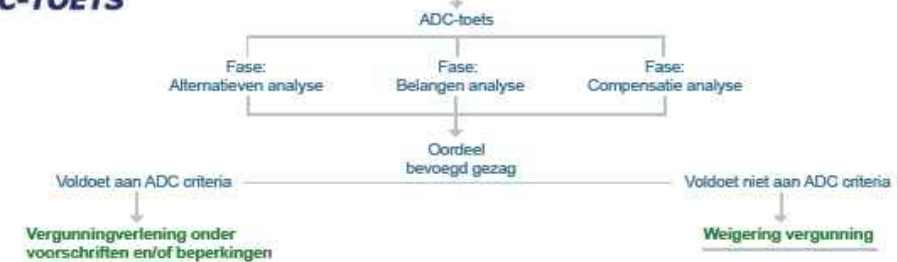 C-TOETS
ADC-toets
Fase:
Alternatieven analyse
Fase:
Belangen analyse
Fase:
Compensatie analyse
Oordeel
bevoegd gezag
Voldoet aan ADC criteria
Voldoet niet aan ADC criteria
Vergunningverlening onder
voorschriften en/of beperkingen
Weigering vergunning